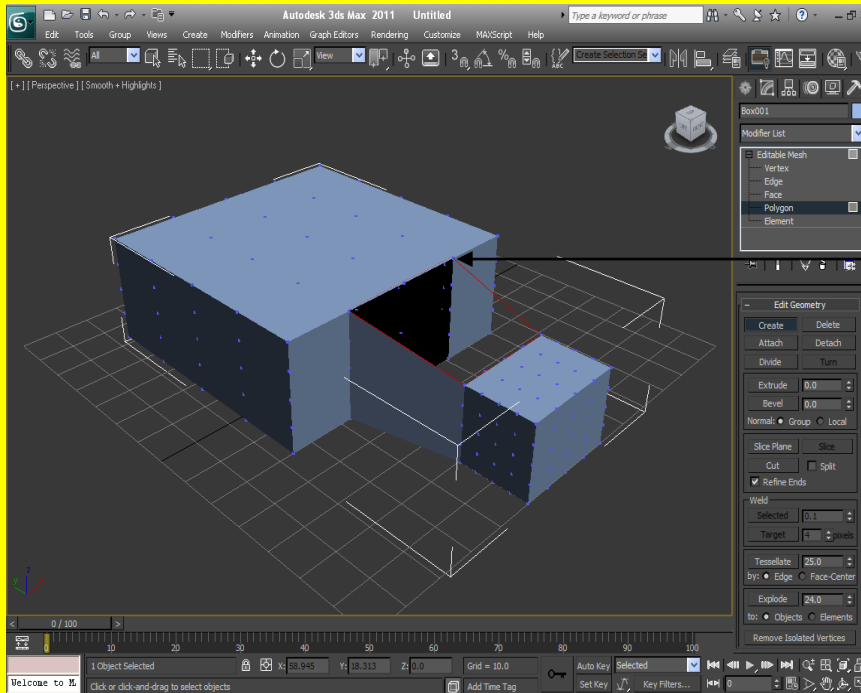 Autodesk 3ds Max 2011 Untitled
Type a keyword or phrase
Edit Tools Group Views Create Modifiers Animation Graph Editors Rendering Customize MAXScript Help
All
View
3
Create Selection Se
[ + ] [ Perspective ] [ Smooth + Highlights ]
Box001
Modifier List
Editable Mesh
Vertex
Edge
Face
Polygon
Element
- Edit Geometry
Create Delete
Attach Detach
Divide Turn
Extrude 0.0
Bevel 0.0
Normal: Group Local
Slice Plane Slice
Cut Split
Refine Ends
Weld
Selected 0.1
Target 4 pixels
Tessellate 25.0
by: Edge Face-Center
Explode 24.0
to: Objects Elements
Remove Isolated Vertices
z
y
< 0 / 100 >
0 10 20 30 40 50 60 70 80 90 100
1 Object Selected X: 58.945 Y: 18.313 Z: 0.0 Grid = 10.0 Auto Key Selected
Welcome to M Click or click-and-drag to select objects Add Time Tag Set Key Key Filters... 0